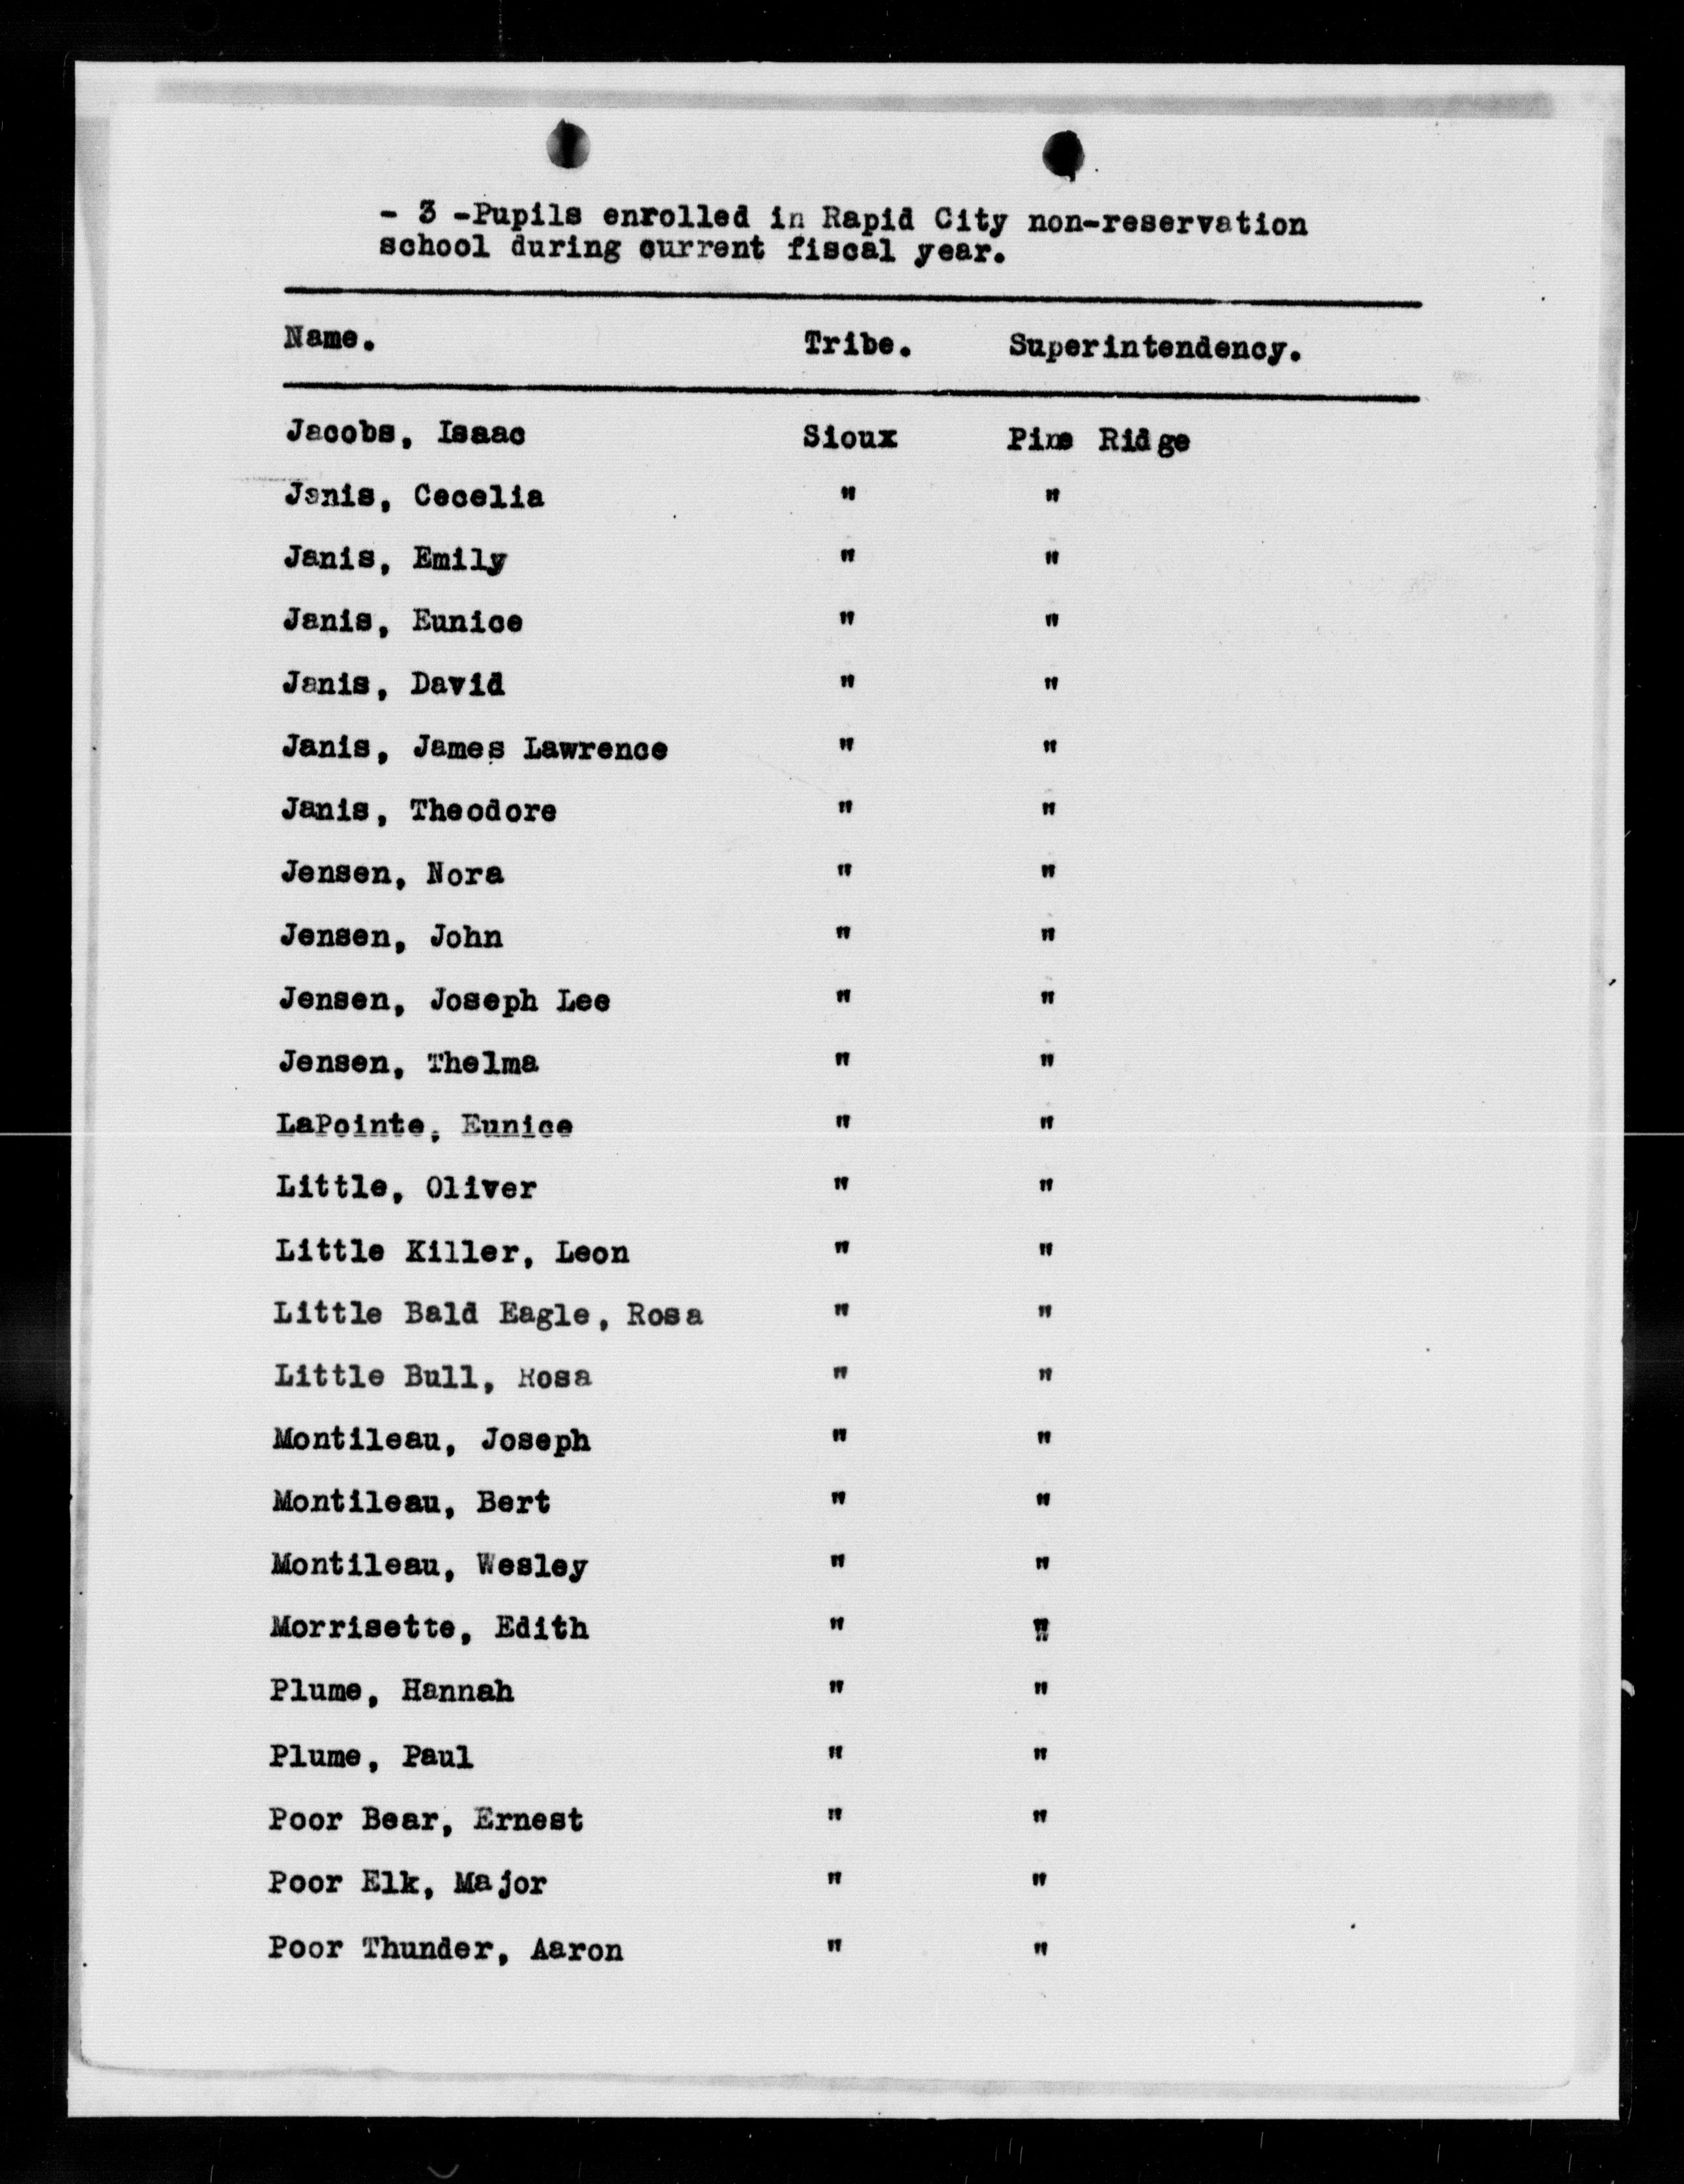 - 3 -Pupils enrolled in Rapid City non-reservation
school during current fiscal year.
Name. Tribe. Superintendency.
Jacobs, Isaac Sioux Pine Ridge
Janis, Cecelia " "
Janis, Emily " "
Janis, Eunice " "
Janis, David " "
Janis, James Lawrence " "
Janis, Theodore " "
Jensen, Nora " "
Jensen, John " "
Jensen, Joseph Lee " "
Jensen, Thelma " "
LaPointe, Eunice " "
Little, Oliver " "
Little Killer, Leon " "
Little Bald Eagle, Rosa " "
Little Bull, Rosa " "
Montileau, Joseph " "
Montileau, Bert " "
Montileau, Wesley " "
Morrisette, Edith " "
Plume, Hannah " "
Plume, Paul " "
Poor Bear, Ernest " "
Poor Elk, Major " "
Poor Thunder, Aaron " "